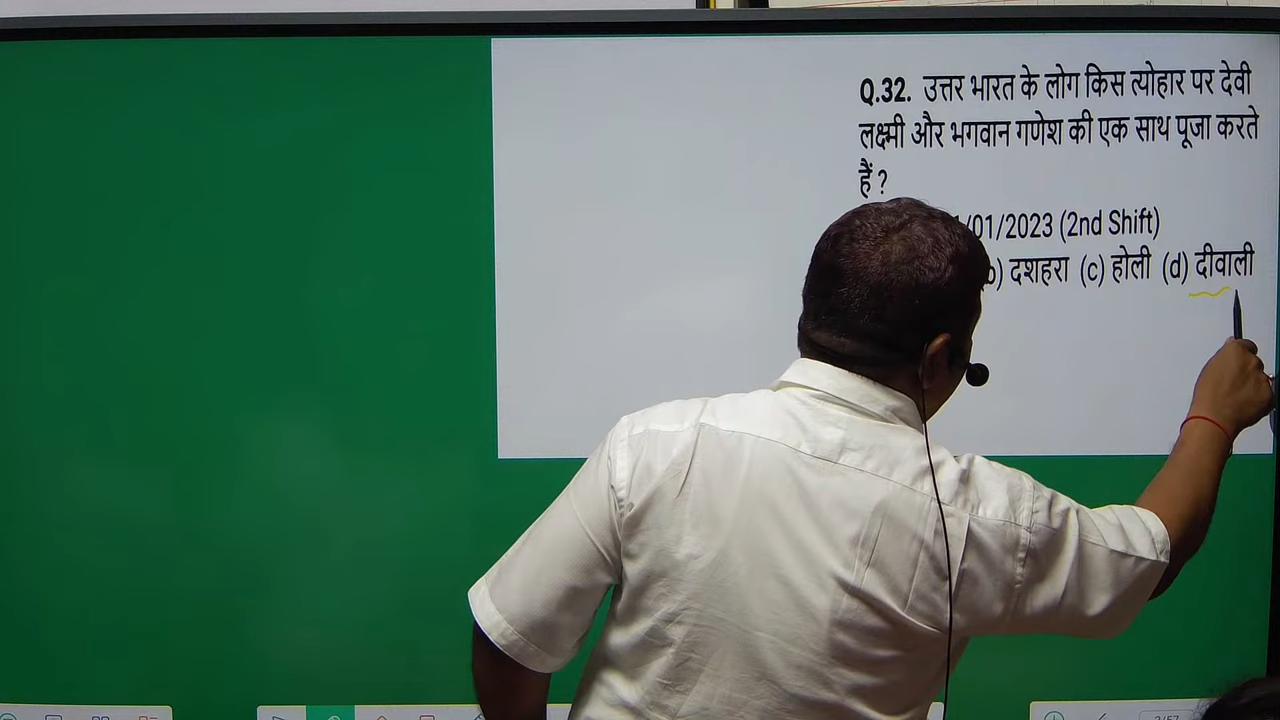 Q.32. उत्तर भारत के लोग किस त्योहार पर देवी
लक्ष्मी और भगवान गणेश की एक साथ पूजा करते
हैं ?
/01/2023 (2nd Shift)
b) दशहरा (c) होली (d) दीवाली